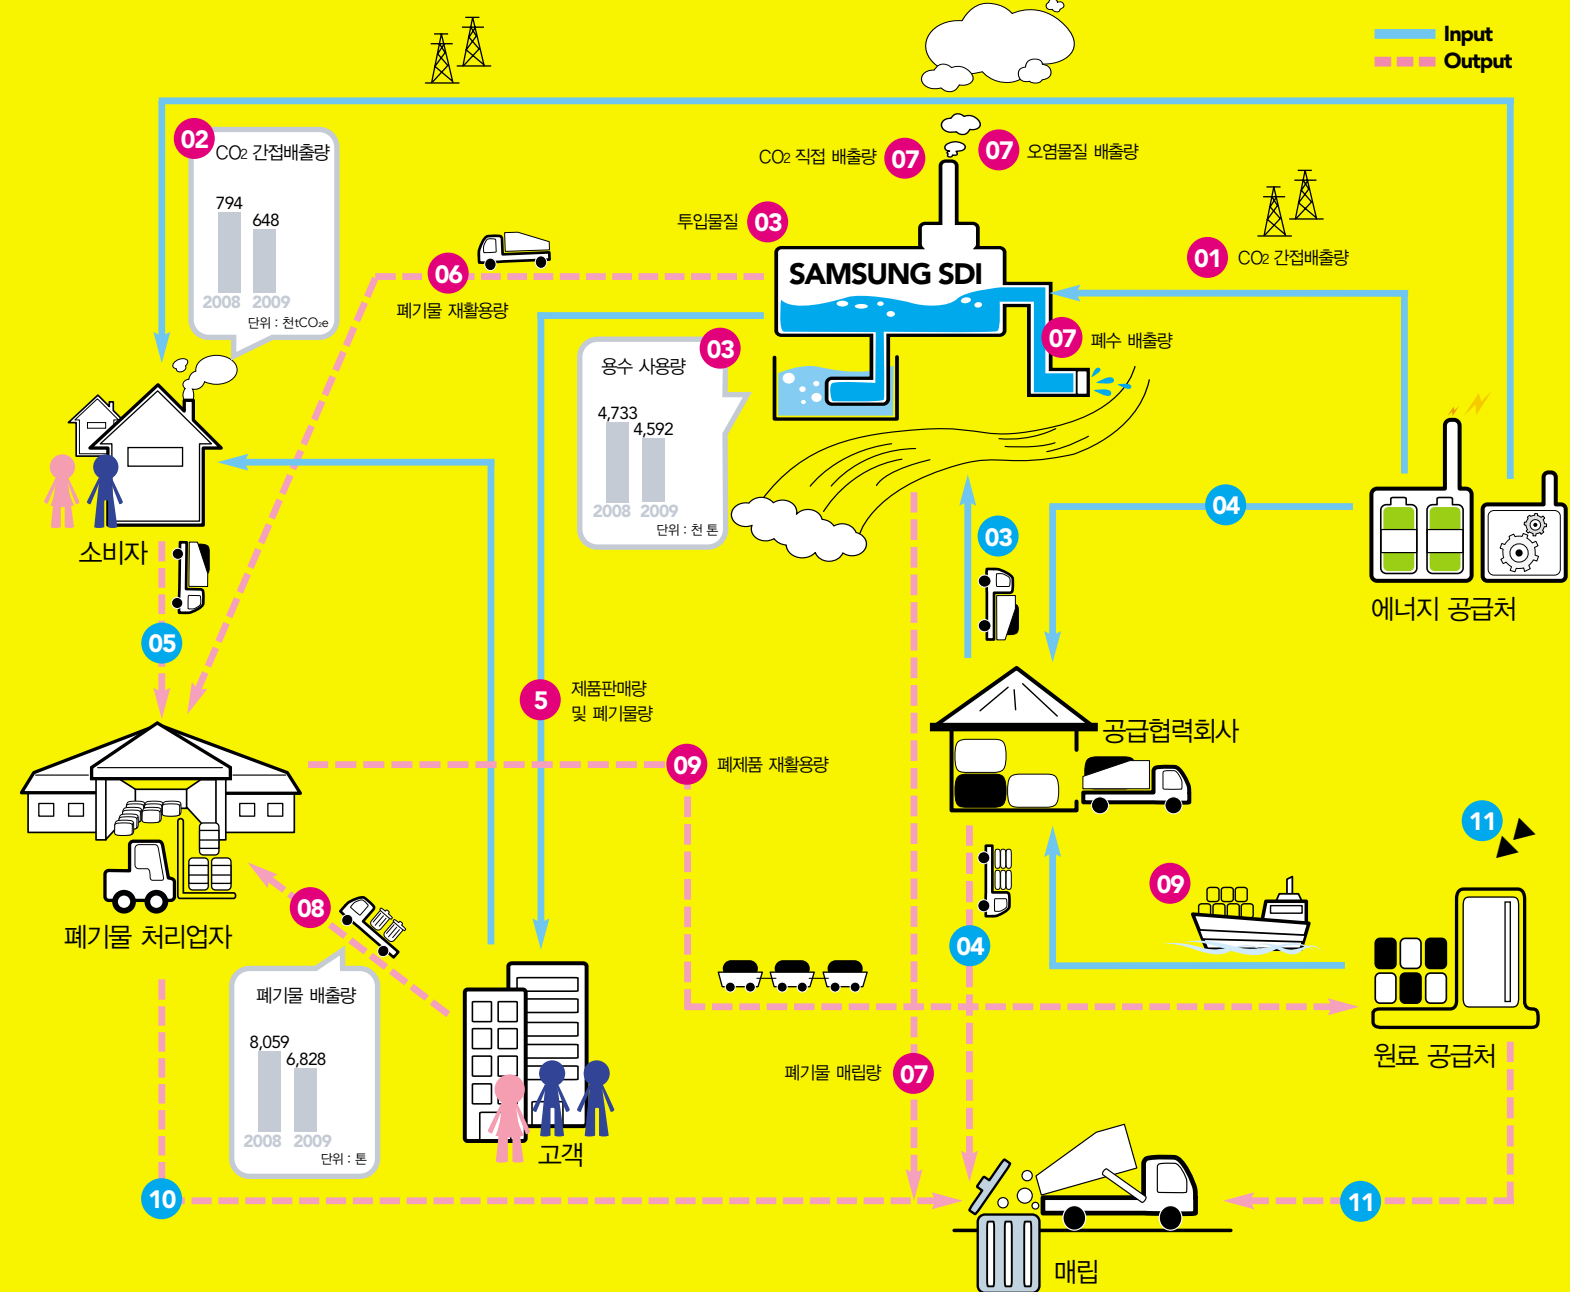 Input
Output
02
CO2 간접배출량
794
648
2008 2009
단위 : 천tCO2e
CO2 직접 배출량 07
07 오염물질 배출량
투입물질 03
SAMSUNG SDI
01 CO2 간접배출량
06
폐기물 재활용량
07 폐수 배출량
03
용수 사용량
4,733
4,592
2008 2009
단위 : 천 톤
04
03
소비자
에너지 공급처
05
5 제품판매량
및 폐기물량
공급협력회사
09 폐제품 재활용량
11
09
08
폐기물 처리업자
04
폐기물 배출량
8,059
6,828
2008 2009
단위 : 톤
원료 공급처
폐기물 매립량 07
고객
10
11
매립